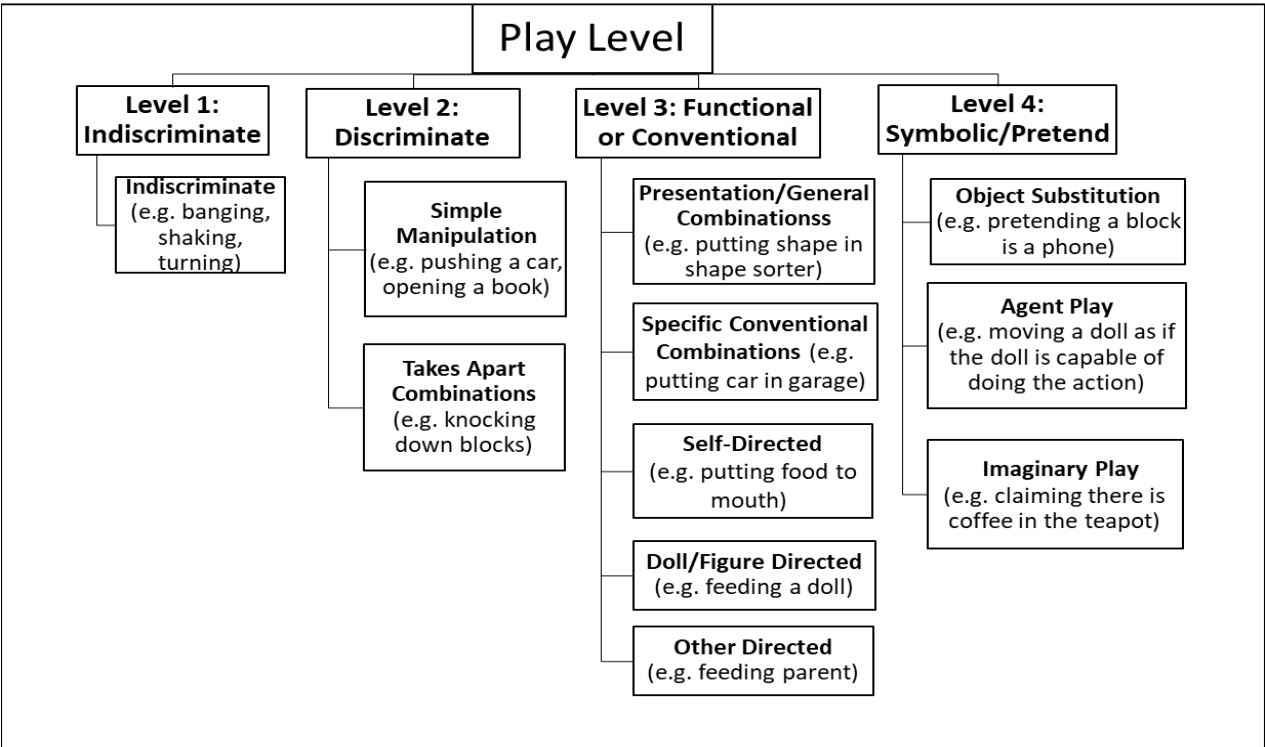 Play Level
Level 1:
Indiscriminate
Indiscriminate
(e.g. banging,
shaking,
turning)
Level 2:
Discriminate
Simple
Manipulation
(e.g. pushing a car,
opening a book)
Takes Apart
Combinations
(e.g. knocking
down blocks)
Level 3: Functional
or Conventional
Presentation/General
Combinationss
(e.g. putting shape in
shape sorter)
Specific Conventional
Combinations (e.g.
putting car in garage)
Self-Directed
(e.g. putting food to
mouth)
Doll/Figure Directed
(e.g. feeding a doll)
Other Directed
(e.g. feeding parent)
Level 4:
Symbolic/Pretend
Object Substitution
(e.g. pretending a block
is a phone)
Agent Play
(e.g. moving a doll as if
the doll is capable of
doing the action)
Imaginary Play
(e.g. claiming there is
coffee in the teapot)